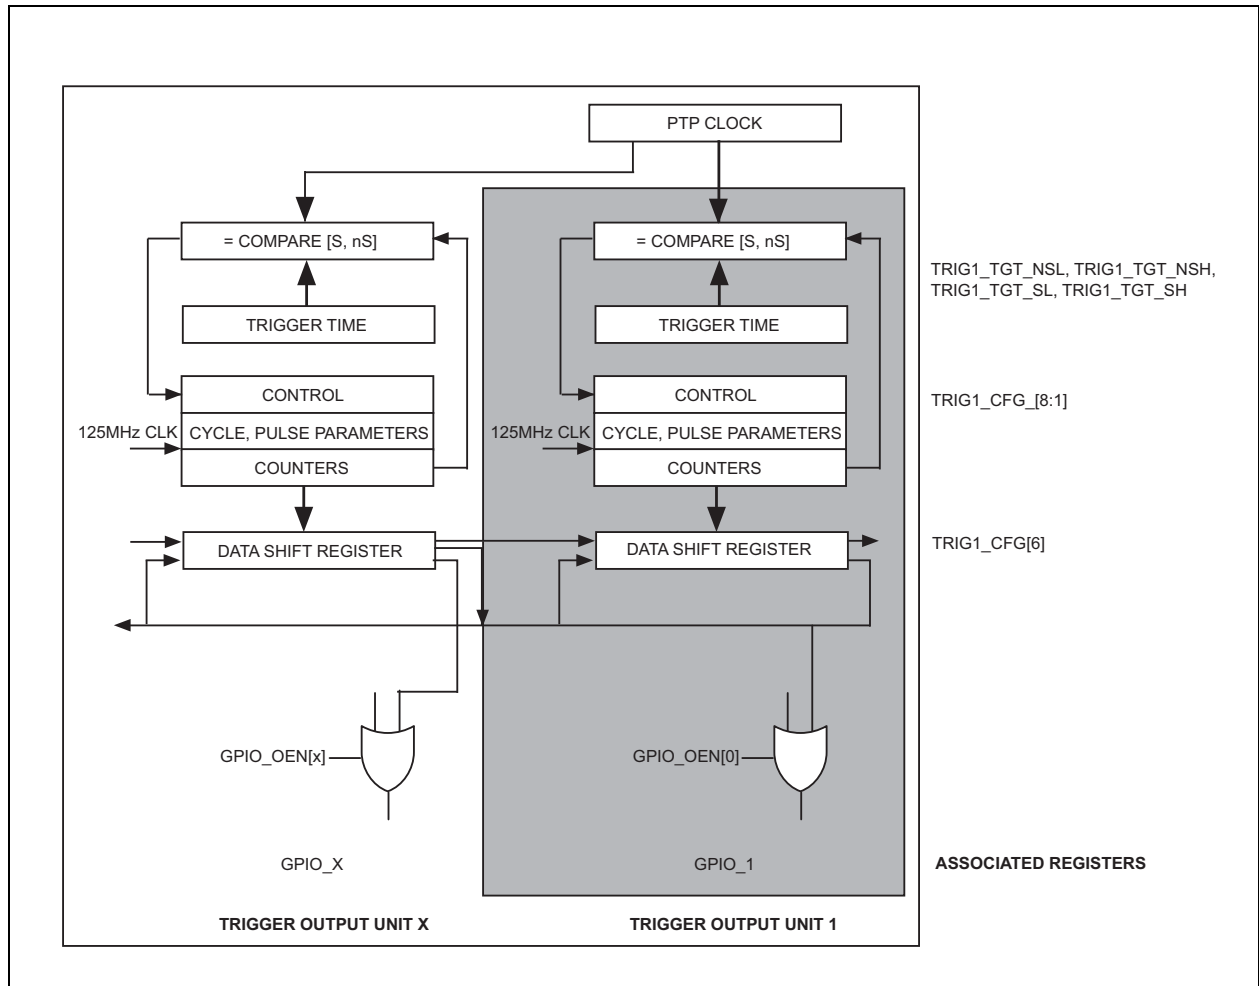 PTP CLOCK
= COMPARE [S, nS]
= COMPARE [S, nS]
TRIG1_TGT_NSL, TRIG1_TGT_NSH,
TRIG1_TGT_SL, TRIG1_TGT_SH
TRIGGER TIME
TRIGGER TIME
CONTROL
CONTROL
TRIG1_CFG_[8:1]
125MHz CLK
CYCLE, PULSE PARAMETERS
125MHz CLK
CYCLE, PULSE PARAMETERS
COUNTERS
COUNTERS
DATA SHIFT REGISTER
DATA SHIFT REGISTER
TRIG1_CFG[6]
GPIO_OEN[x]
GPIO_OEN[0]
GPIO_X
GPIO_1
ASSOCIATED REGISTERS
TRIGGER OUTPUT UNIT X
TRIGGER OUTPUT UNIT 1